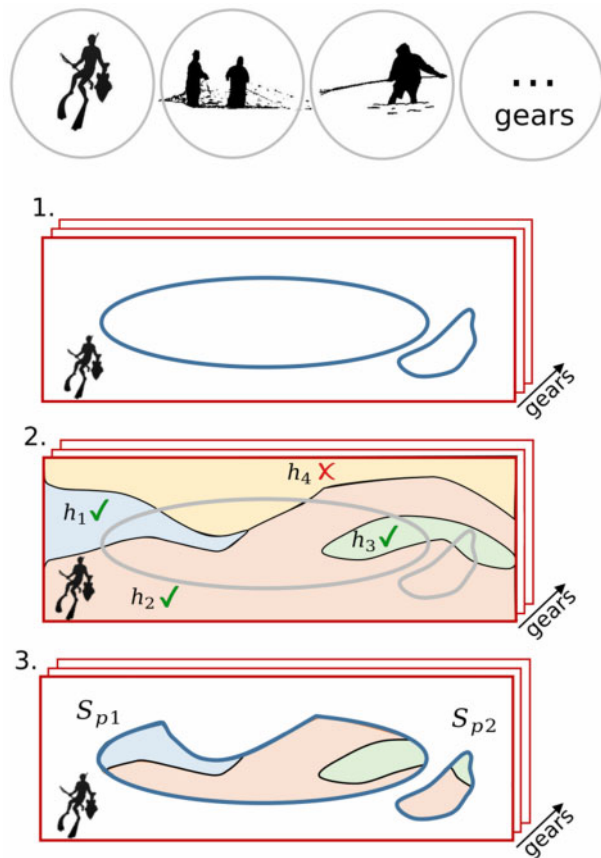 ...
gears
1.
gears
2.
h4 ✗
h1 ✓
h3 ✓
h2 ✓
gears
3.
Sp1
Sp2
gears